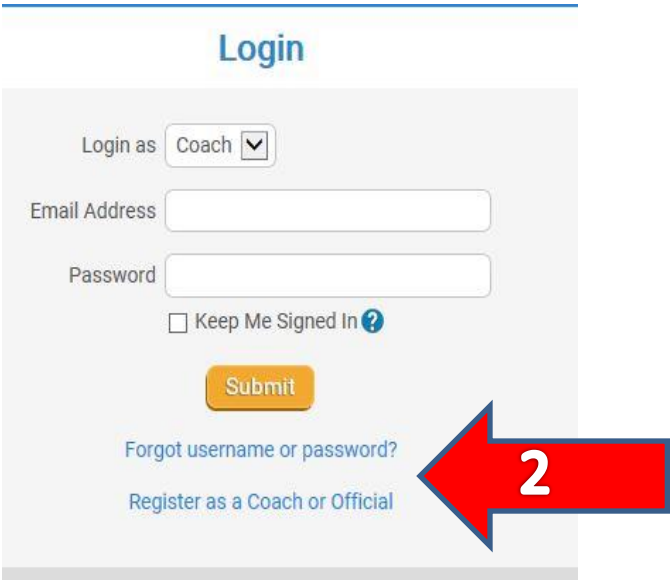 Login
Login as Coach
Email Address
Password
Keep Me Signed In ?
Submit
Forgot username or password?
2
Register as a Coach or Official